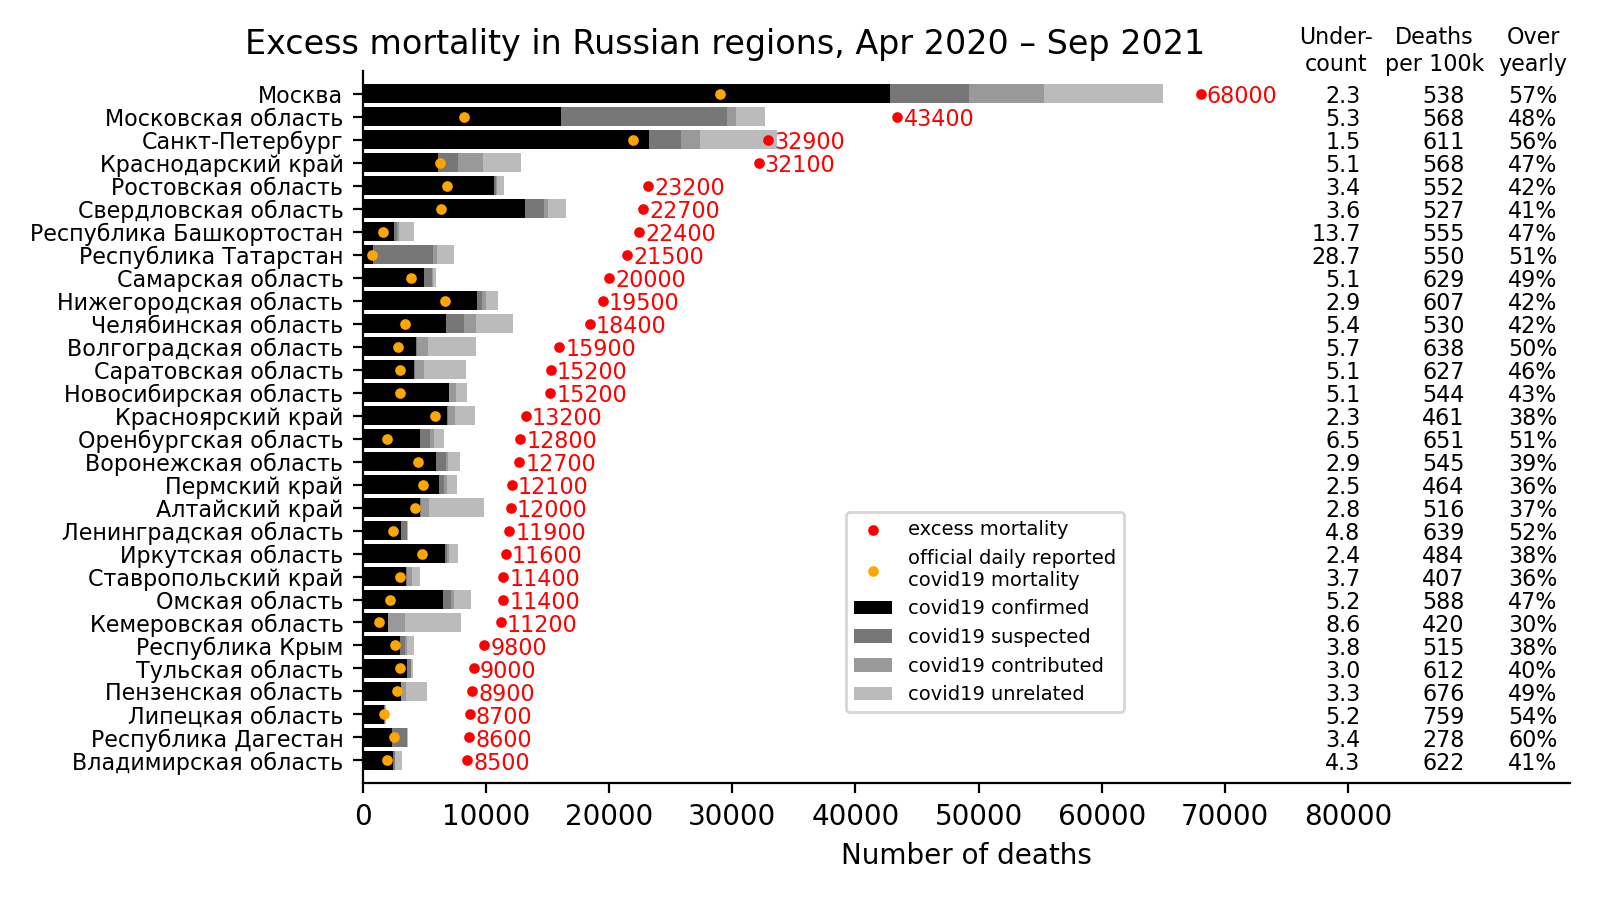 Excess mortality in Russian regions, Apr 2020 – Sep 2021
Under-count Deaths per 100k Over yearly
Москва 68000 2.3 538 57%
Московская область 43400 5.3 568 48%
Санкт-Петербург 32900 1.5 611 56%
Краснодарский край 32100 5.1 568 47%
Ростовская область 23200 3.4 552 42%
Свердловская область 22700 3.6 527 41%
Республика Башкортостан 22400 13.7 555 47%
Республика Татарстан 21500 28.7 550 51%
Самарская область 20000 5.1 629 49%
Нижегородская область 19500 2.9 607 42%
Челябинская область 18400 5.4 530 42%
Волгоградская область 15900 5.7 638 50%
Саратовская область 15200 5.1 627 46%
Новосибирская область 15200 5.1 544 43%
Красноярский край 13200 2.3 461 38%
Оренбургская область 12800 6.5 651 51%
Воронежская область 12700 2.9 545 39%
Пермский край 12100 2.5 464 36%
Алтайский край 12000 2.8 516 37%
Ленинградская область 11900 4.8 639 52%
Иркутская область 11600 2.4 484 38%
Ставропольский край 11400 3.7 407 36%
Омская область 11400 5.2 588 47%
Кемеровская область 11200 8.6 420 30%
Республика Крым 9800 3.8 515 38%
Тульская область 9000 3.0 612 40%
Пензенская область 8900 3.3 676 49%
Липецкая область 8700 5.2 759 54%
Республика Дагестан 8600 3.4 278 60%
Владимирская область 8500 4.3 622 41%
excess mortality
official daily reported
covid19 mortality
covid19 confirmed
covid19 suspected
covid19 contributed
covid19 unrelated
0 10000 20000 30000 40000 50000 60000 70000 80000
Number of deaths